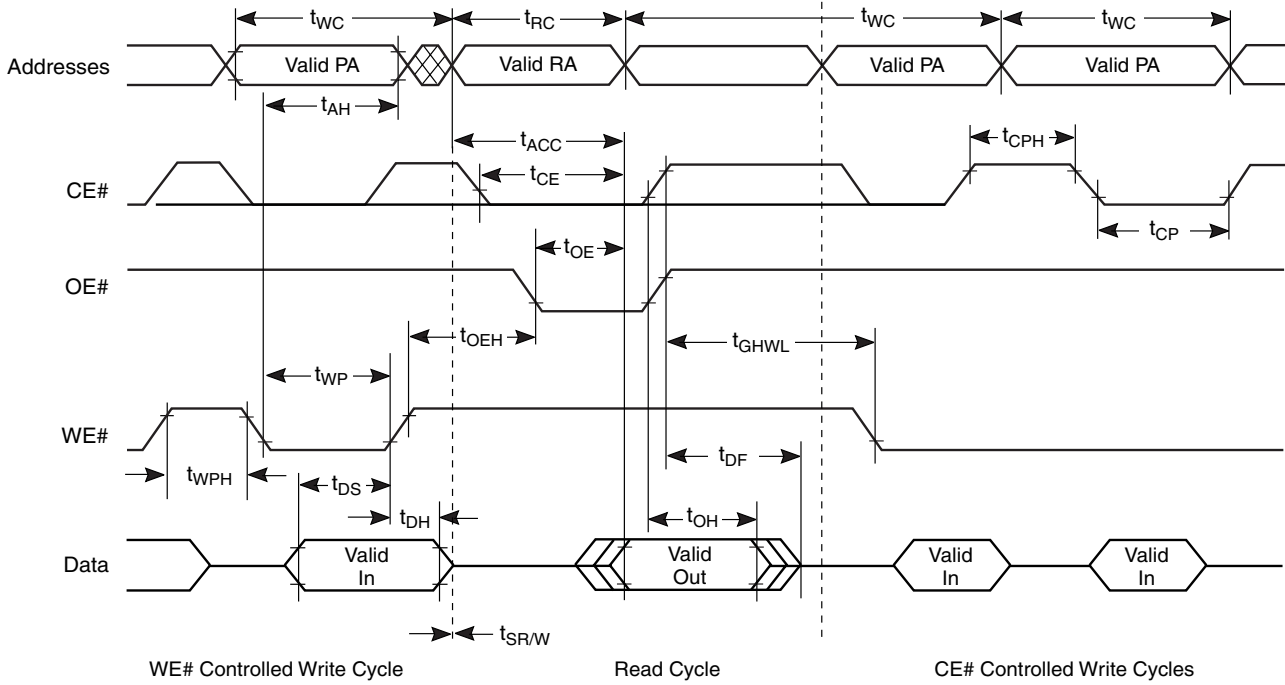 tWC tRC tWC tWC
Addresses Valid PA Valid RA Valid PA Valid PA
tAH
tACC tCPH
CE# tCE
tOE tCP
OE#
tOEH tGHWL
tWP
WE#
tWPH tDS tDF
tDH tOH
Data Valid In Valid Out Valid In Valid In
tSR/W
WE# Controlled Write Cycle Read Cycle CE# Controlled Write Cycles